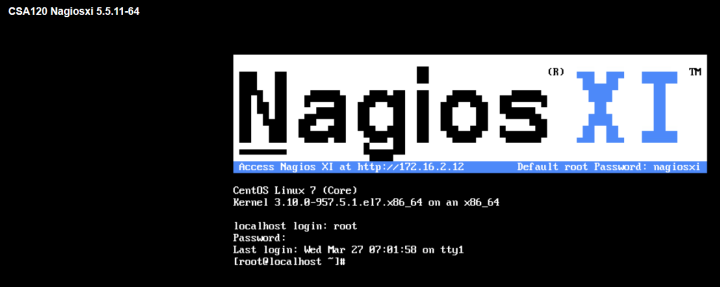 CSA120 Nagiosxi 5.5.11-64
Nagios (R) XI TM
Access Nagios XI at http://172.16.2.12 Default root Password: nagiosxi
CentOS Linux 7 (Core)
Kernel 3.10.0-957.5.1.el7.x86_64 on an x86_64
localhost login: root
Password:
Last login: Wed Mar 27 07:01:58 on tty1
[root@localhost ~]#